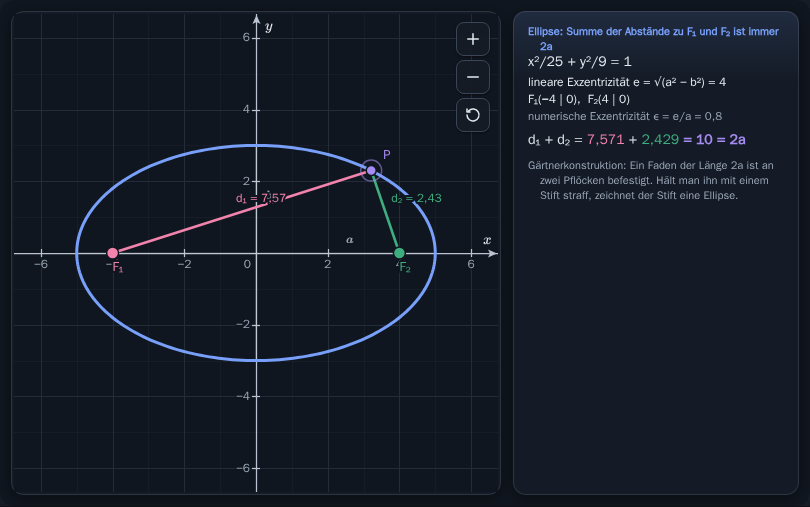 y
6
4
2
d₁ = 7,57
P
d₂ = 2,43
a
x
−6
F₁
−2
0
2
F₂
6
−2
−4
−6
+
−
Ellipse: Summe der Abstände zu F₁ und F₂ ist immer
2a
x²/25 + y²/9 = 1
lineare Exzentrizität e = √(a² − b²) = 4
F₁(−4 | 0), F₂(4 | 0)
numerische Exzentrizität ϵ = e/a = 0,8
d₁ + d₂ = 7,571 + 2,429 = 10 = 2a
Gärtnerkonstruktion: Ein Faden der Länge 2a ist an
zwei Pflöcken befestigt. Hält man ihn mit einem
Stift straff, zeichnet der Stift eine Ellipse.